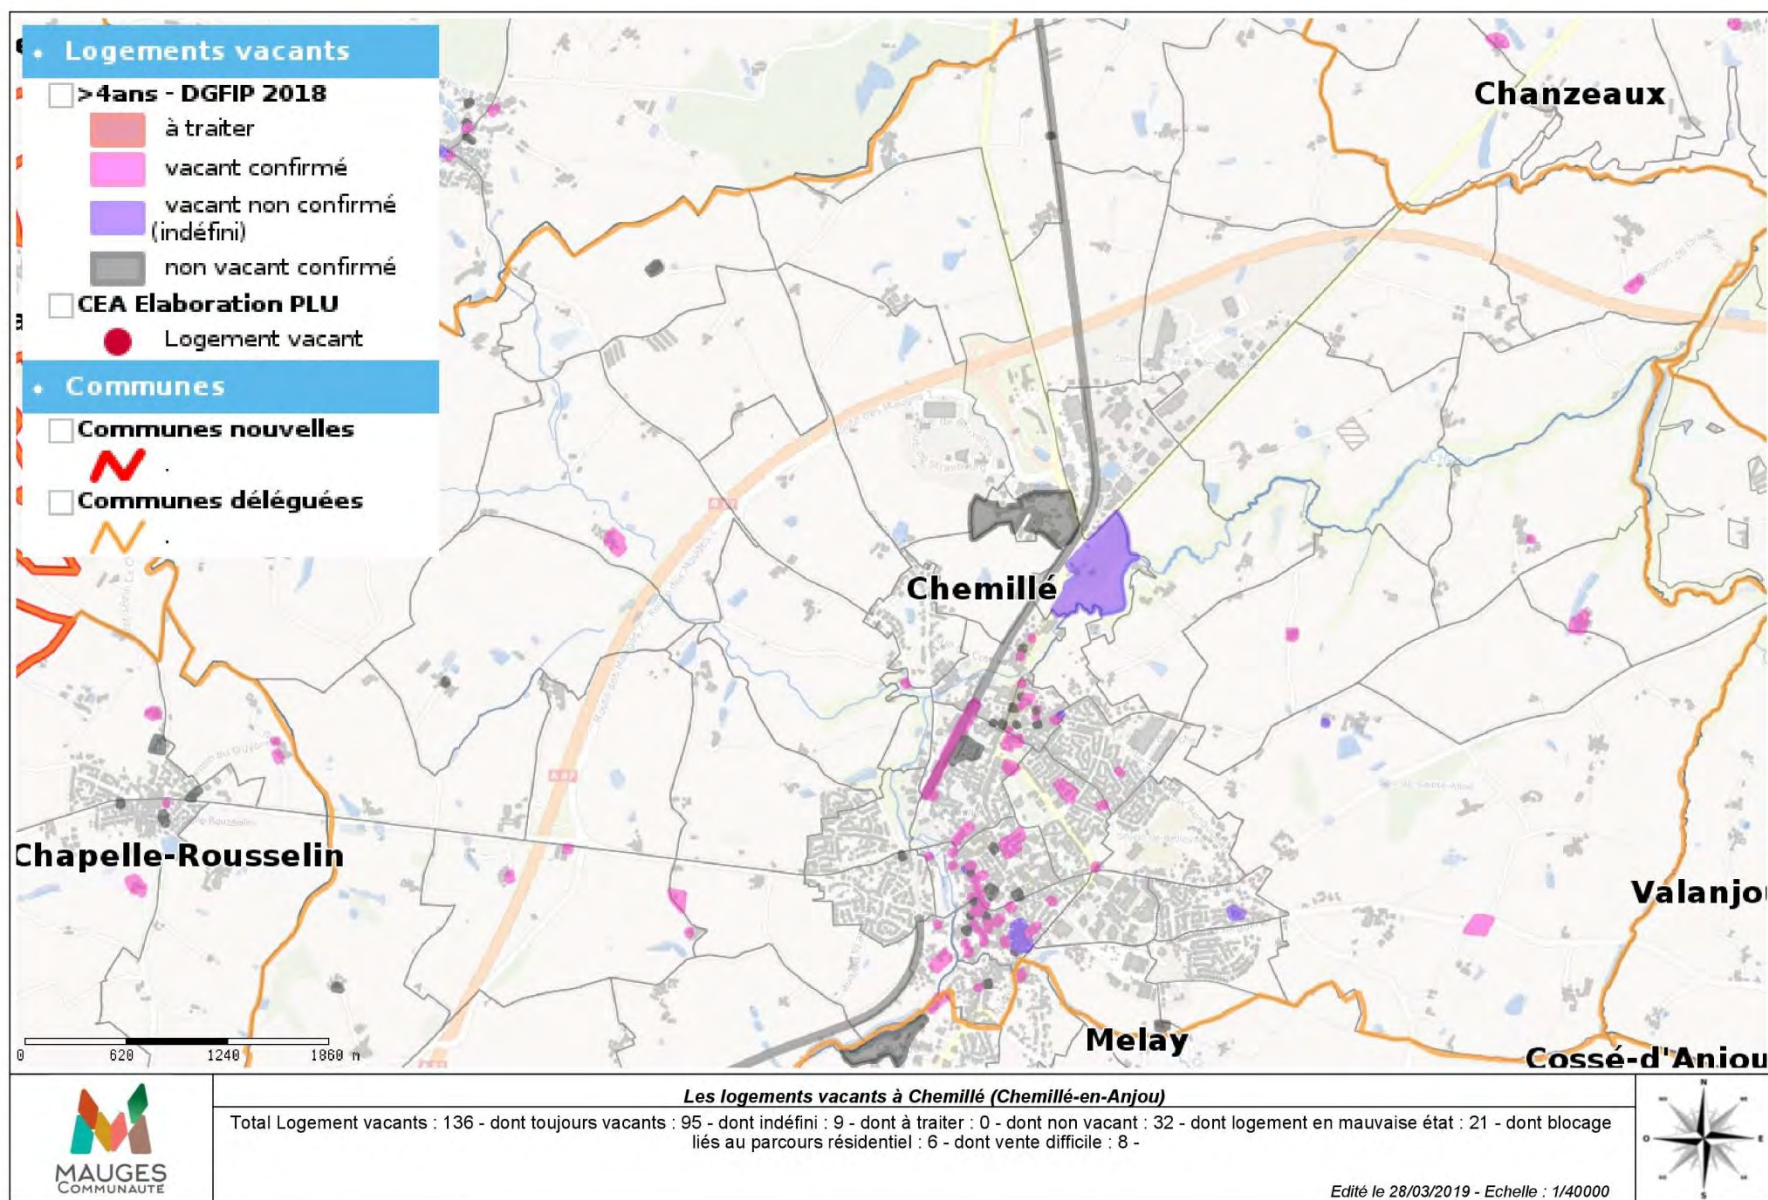 • Logements vacants
>4ans - DGFIP 2018
à traiter
vacant confirmé
vacant non confirmé
(indéfini)
non vacant confirmé
CEA Elaboration PLU
Logement vacant
• Communes
Communes nouvelles
.
Communes déléguées
.
Chanzeaux
Chemillé
Chapelle-Rousselin
Valanjou
Melay
Cossé-d'Anjou
A 87
A 87
0 620 1240 1860 m
MAUGES
COMMUNAUTÉ
Les logements vacants à Chemillé (Chemillé-en-Anjou)
Total Logement vacants : 136 - dont toujours vacants : 95 - dont indéfini : 9 - dont à traiter : 0 - dont non vacant : 32 - dont logement en mauvaise état : 21 - dont blocage
liés au parcours résidentiel : 6 - dont vente difficile : 8 -
Edité le 28/03/2019 - Echelle : 1/40000
N
O
E
S